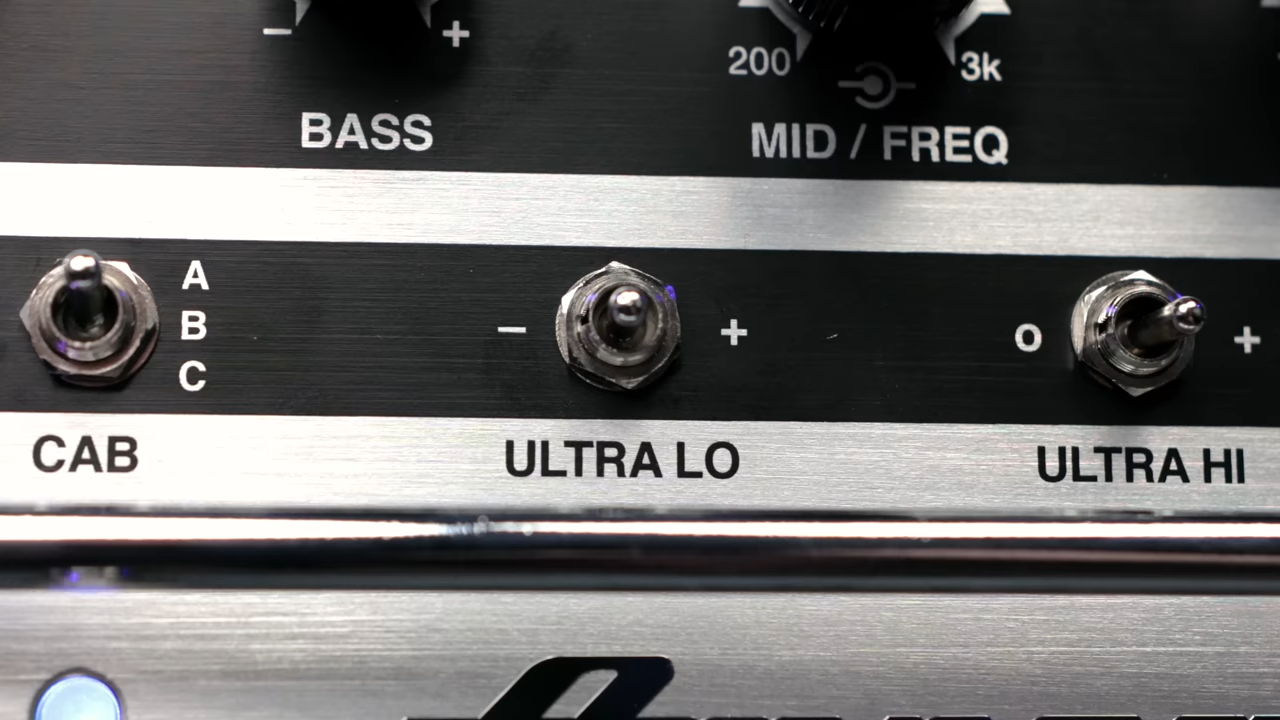 − +
200 3k
BASS
MID / FREQ
A
B
C
− +
o +
CAB
ULTRA LO
ULTRA HI